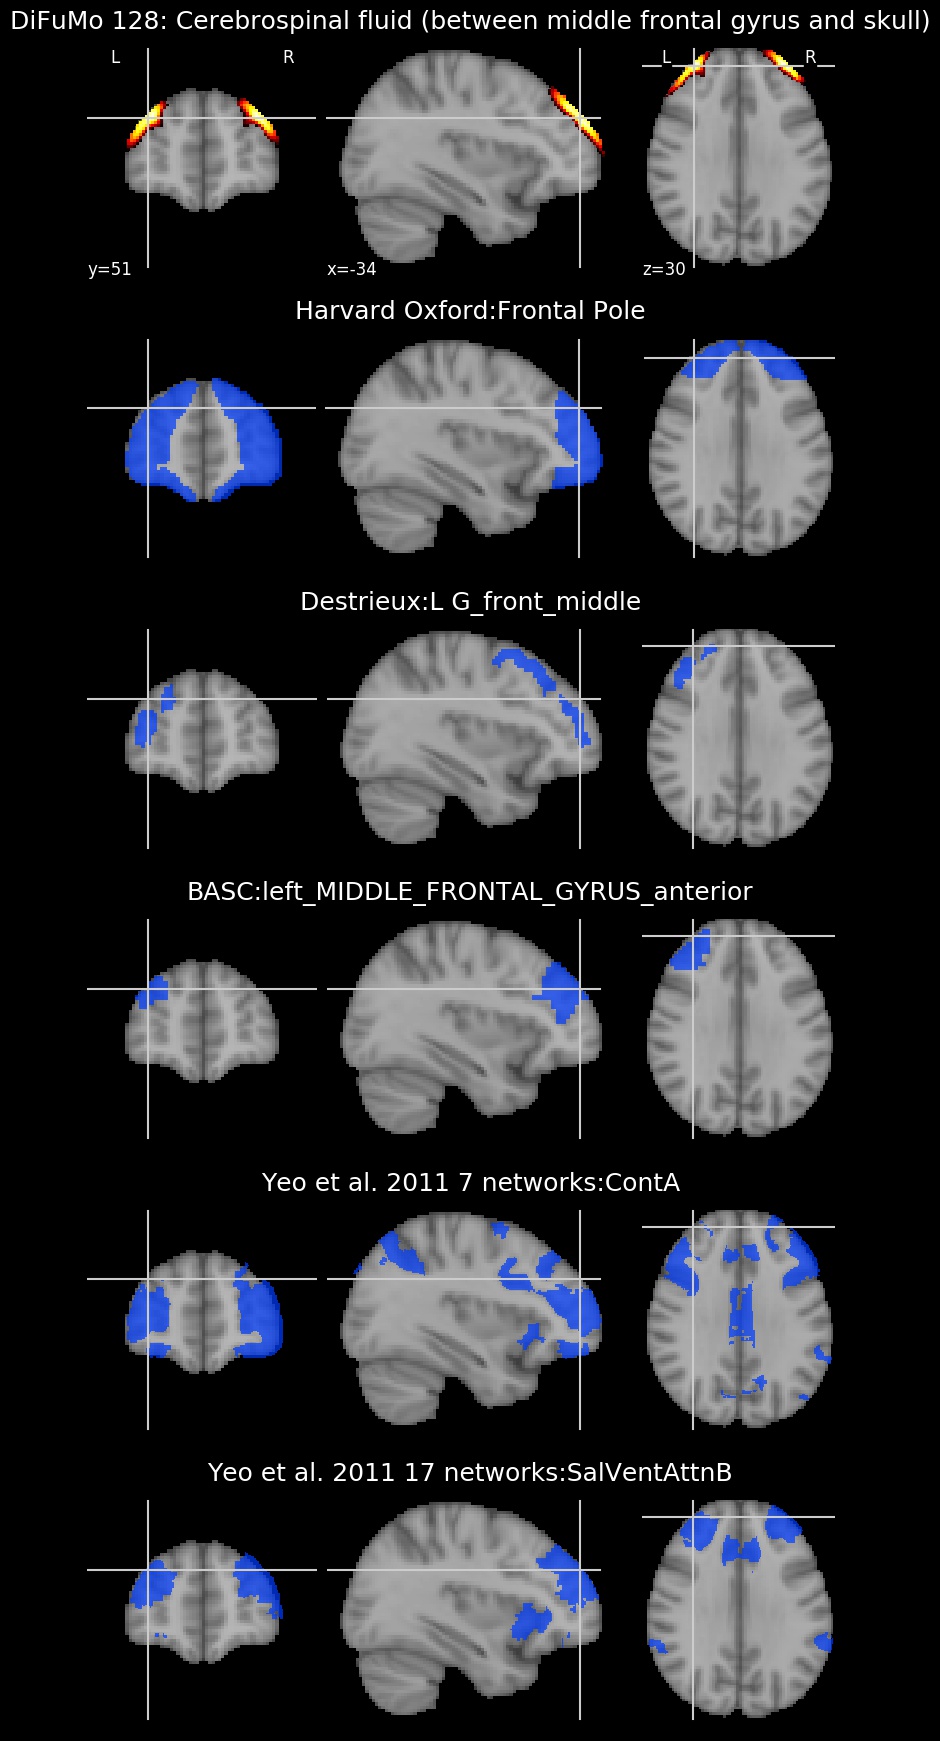 DiFuMo 128: Cerebrospinal fluid (between middle frontal gyrus and skull)
L R L R
y=51 x=-34 z=30
Harvard Oxford:Frontal Pole
Destrieux:L G_front_middle
BASC:left_MIDDLE_FRONTAL_GYRUS_anterior
Yeo et al. 2011 7 networks:ContA
Yeo et al. 2011 17 networks:SalVentAttnB